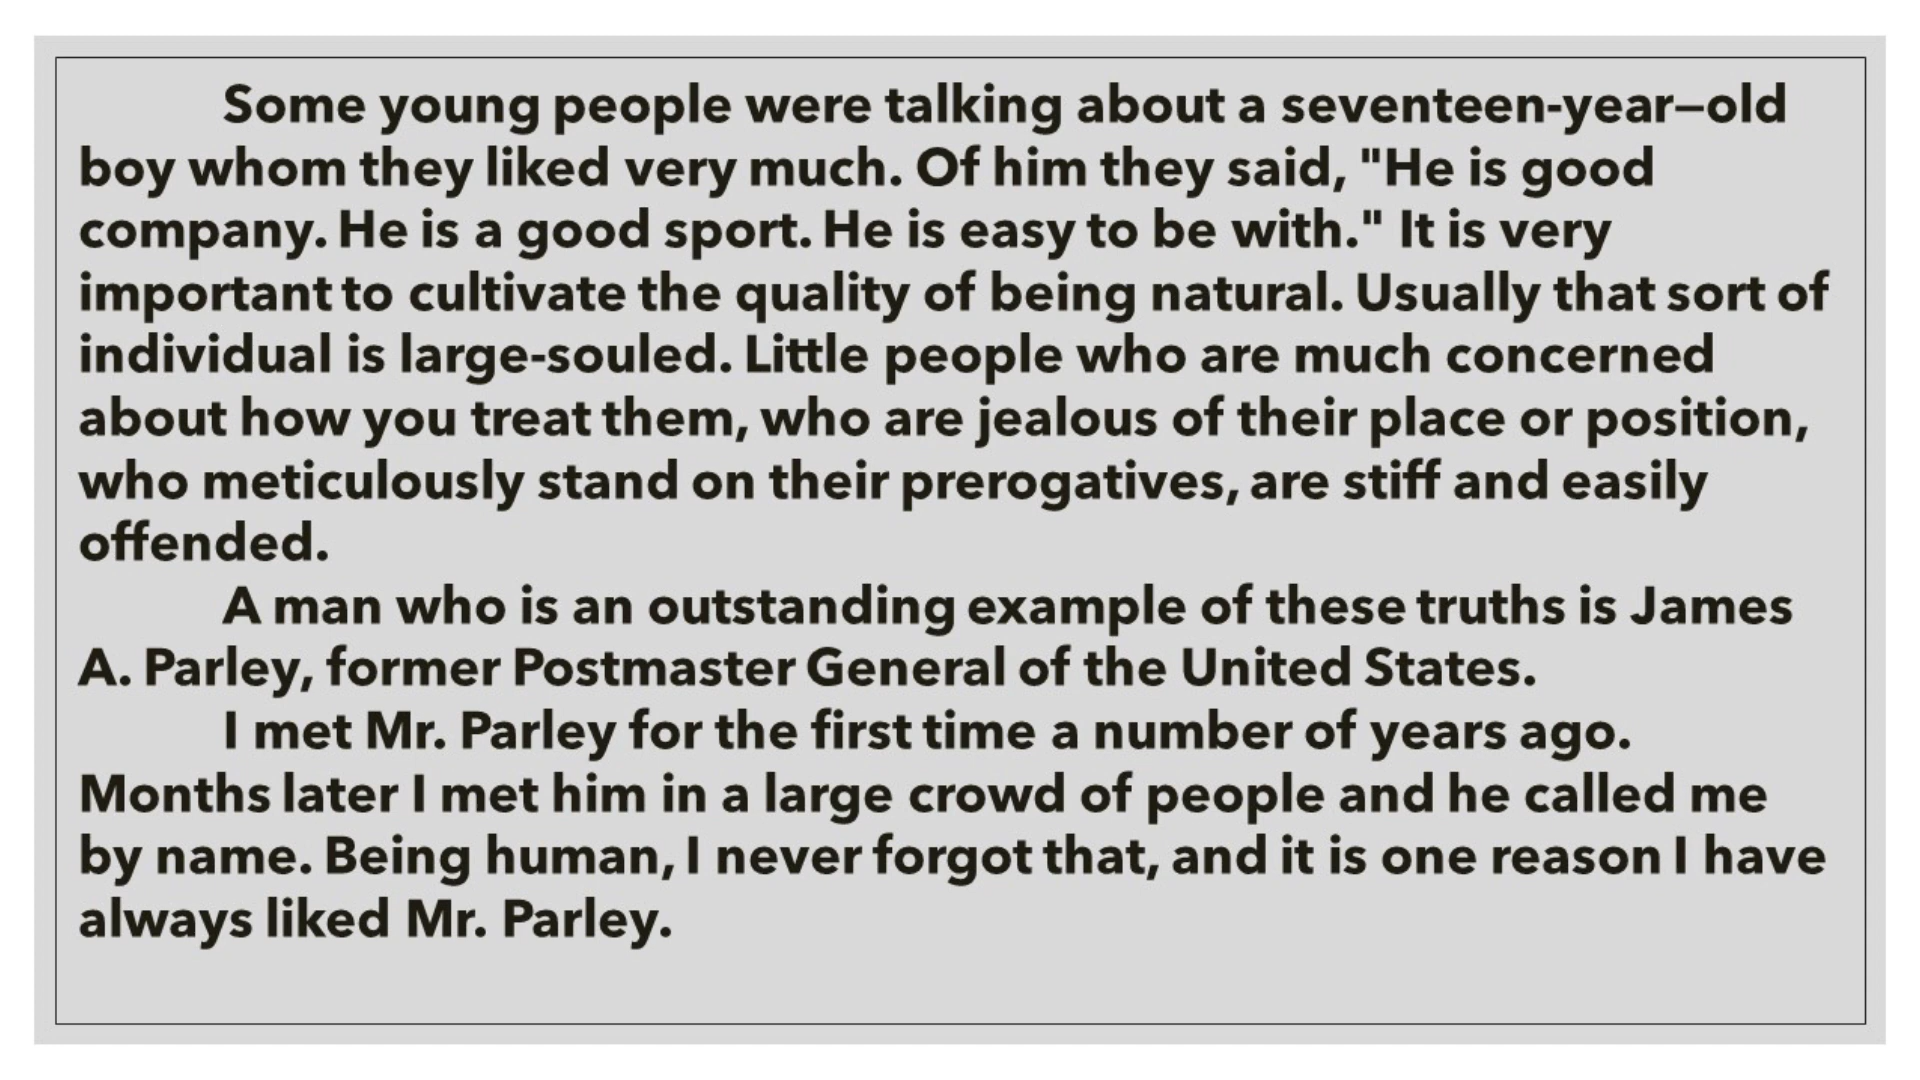 Some young people were talking about a seventeen-year–old
boy whom they liked very much. Of him they said, "He is good
company. He is a good sport. He is easy to be with." It is very
important to cultivate the quality of being natural. Usually that sort of
individual is large-souled. Little people who are much concerned
about how you treat them, who are jealous of their place or position,
who meticulously stand on their prerogatives, are stiff and easily
offended.
A man who is an outstanding example of these truths is James
A. Parley, former Postmaster General of the United States.
I met Mr. Parley for the first time a number of years ago.
Months later I met him in a large crowd of people and he called me
by name. Being human, I never forgot that, and it is one reason I have
always liked Mr. Parley.